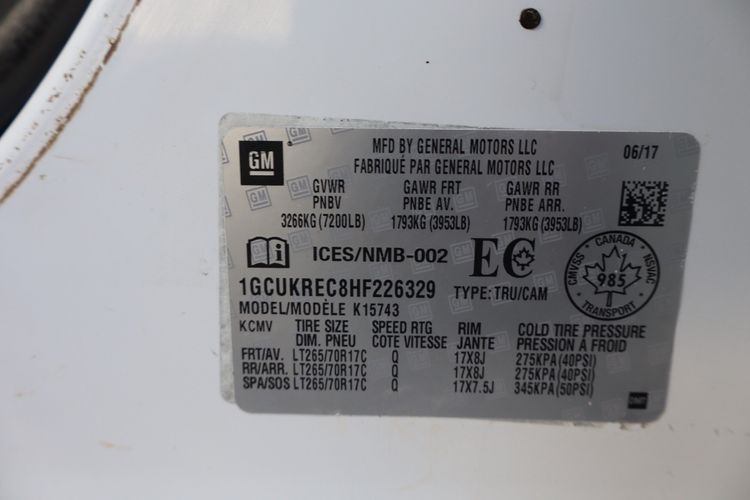 GM
MFD BY GENERAL MOTORS LLC
FABRIQUÉ PAR GENERAL MOTORS LLC
06/17
GVWR GAWR FRT GAWR RR
PNBV PNBE AV. PNBE ARR.
3266KG (7200LB) 1793KG (3953LB) 1793KG (3953LB)
ICES/NMB-002 EC
CANADA
CMVSS NSVAC
985
TRANSPORT
1GCUKREC8HF226329 TYPE: TRU/CAM
MODEL/MODÈLE K15743
KCMV TIRE SIZE SPEED RTG RIM COLD TIRE PRESSURE
DIM. PNEU COTE VITESSE JANTE PRESSION À FROID
FRT/AV. LT265/70R17C Q 17X8J 275KPA (40PSI)
RR/ARR. LT265/70R17C Q 17X8J 275KPA (40PSI)
SPA/SOS LT265/70R17C Q 17X7.5J 345KPA (50PSI)